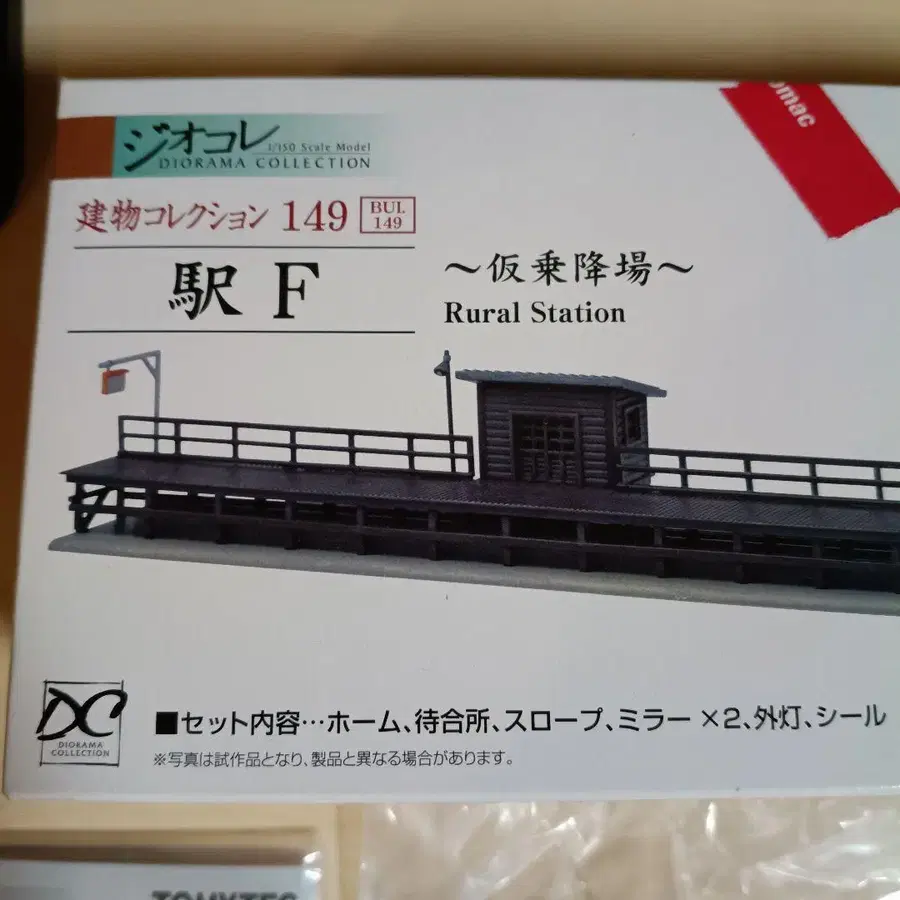 ジオコレ
1/150 Scale Model
DIORAMA COLLECTION
omac
建物コレクション 149
BUL
149
駅 F
〜仮乗降場〜
Rural Station
DC
DIORAMA
COLLECTION
■セット内容…ホーム、待合所、スロープ、ミラー×2、外灯、シール
※写真は試作品となり、製品と異なる場合があります。
TOMYTEC